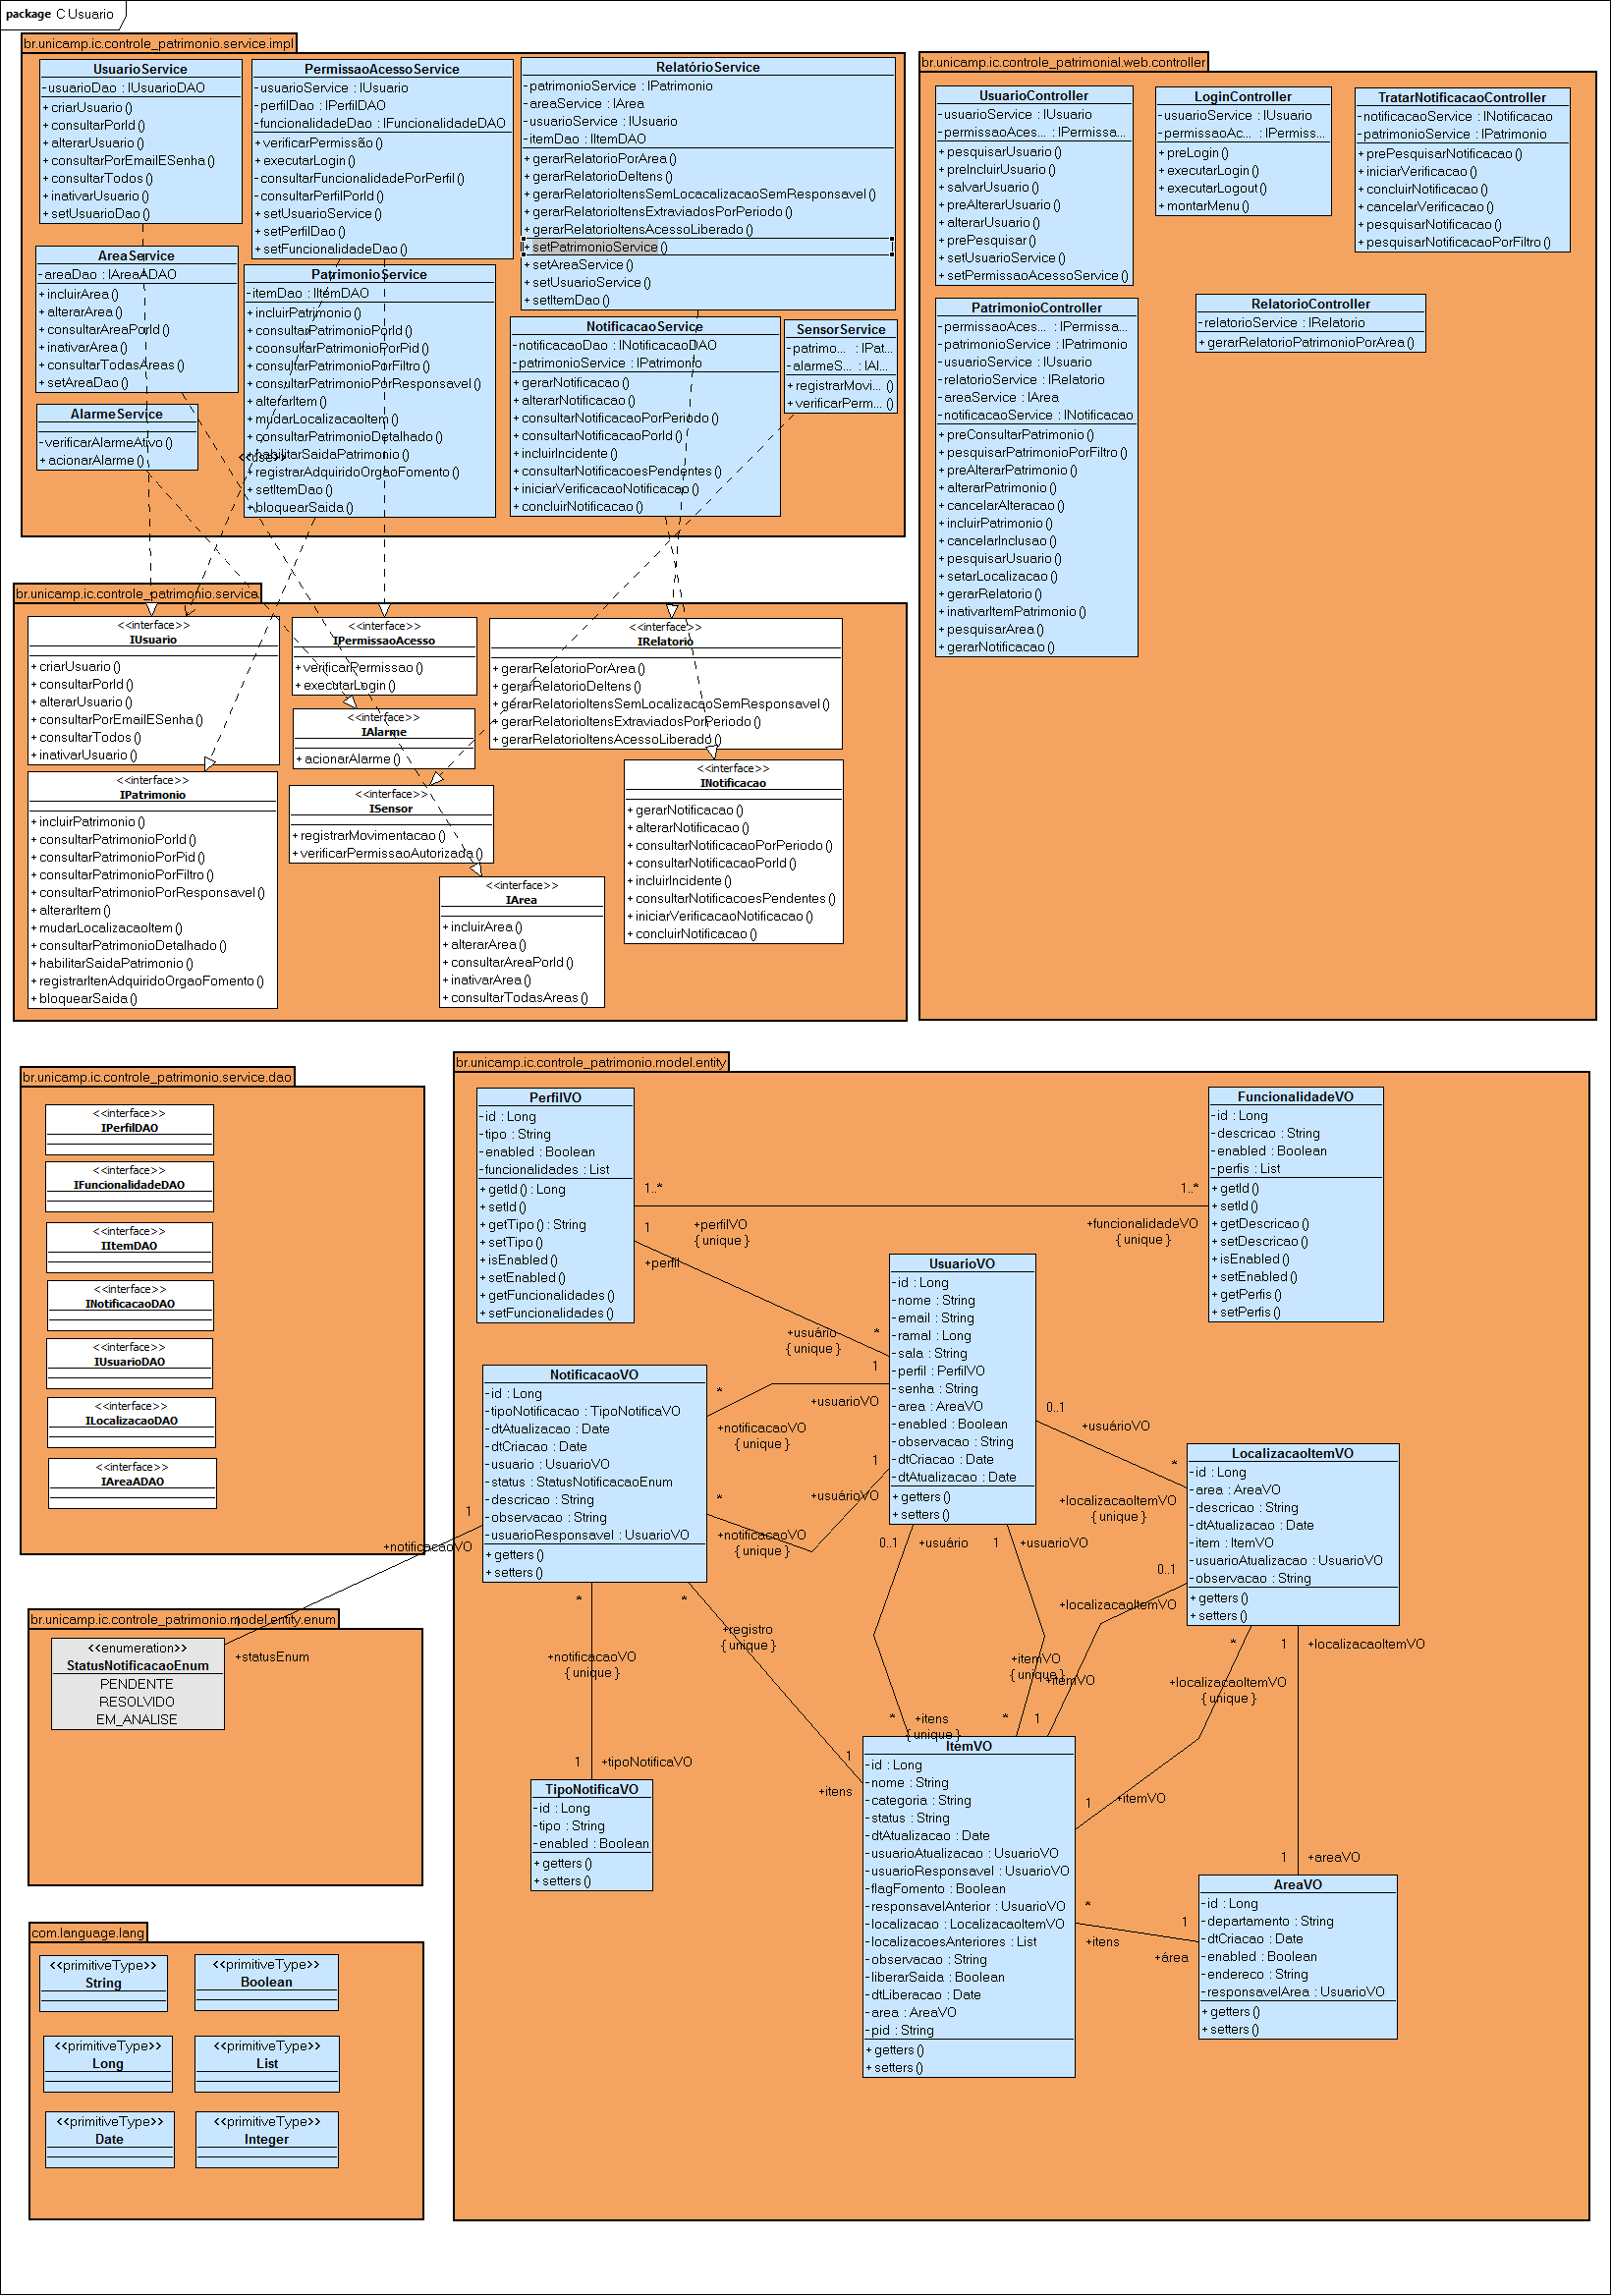 package C Usuario
br.unicamp.ic.controle_patrimonio.service.impl
UsuarioService
-usuarioDao : IUsuarioDAO
+criarUsuario()
+consultarPorId()
+alterarUsuario()
+consultarPorEmailESenha()
+consultarTodos()
+inativarUsuario()
+setUsuarioDao()
PermissaoAcessoService
-usuarioService : IUsuario
-perfilDao : IPerfilDAO
-funcionalidadeDao : IFuncionalidadeDAO
+verificarPermissão()
+executarLogin()
-consultarFuncionalidadePorPerfil()
-consultarPerfilPorId()
+setUsuarioService()
+setPerfilDao()
+setFuncionalidadeDao()
RelatórioService
-patrimonioService : IPatrimonio
-areaService : IArea
-usuarioService : IUsuario
-itemDao : IItemDAO
+gerarRelatorioPorArea()
+gerarRelatorioDeItens()
+gerarRelatorioItensSemLocacalizacaoSemResponsavel()
+gerarRelatorioItensExtraviadosPorPeriodo()
+gerarRelatorioItensAcessoLiberado()
+setPatrimonioService()
+setAreaService()
+setUsuarioService()
+setItemDao()
AreaService
-areaDao : IAreaADAO
+incluirArea()
+alterarArea()
+consultarAreaPorId()
+inativarArea()
+consultarTodasAreas()
+setAreaDao()
PatrimonioService
-itemDao : IItemDAO
+incluirPatrimonio()
+consultarPatrimonioPorId()
+coonsultarPatrimonioPorPid()
+consultarPatrimonioPorFiltro()
+consultarPatrimonioPorResponsavel()
+alterarItem()
+mudarLocalizacaoItem()
+consultarPatrimonioDetalhado()
+habilitarSaidaPatrimonio()
+registrarAdquiridoOrgaoFomento()
+setItemDao()
+bloquearSaida()
<<use>>
NotificacaoService
-notificacaoDao : INotificacaoDAO
-patrimonioService : IPatrimonio
+gerarNotificacao()
+alterarNotificacao()
+consultarNotificacaoPorPeriodo()
+consultarNotificacaoPorId()
+incluirIncidente()
+consultarNotificacoesPendentes()
+iniciarVerificacaoNotificacao()
+concluirNotificacao()
SensorService
-patrimo... : IPat...
-alarmeS... : IAl...
+registrarMovi... ()
+verificarPerm... ()
AlarmeService
-verificarAlarmeAtivo()
+acionarAlarme()
br.unicamp.ic.controle_patrimonial.web.controller
UsuarioController
-usuarioService : IUsuario
-permissaoAces... : IPermissa...
+pesquisarUsuario()
+preIncluirUsuario()
+salvarUsuario()
+preAlterarUsuario()
+alterarUsuario()
+prePesquisar()
+setUsuarioService()
+setPermissaoAcessoService()
LoginController
-usuarioService : IUsuario
-permissaoAc... : IPermiss...
+preLogin()
+executarLogin()
+executarLogout()
+montarMenu()
TratarNotificacaoController
-notificacaoService : INotificacao
-patrimonioService : IPatrimonio
+prePesquisarNotificacao()
+iniciarVerificacao()
+concluirNotificacao()
+cancelarVerificacao()
+pesquisarNotificacao()
+pesquisarNotificacaoPorFiltro()
PatrimonioController
-permissaoAces... : IPermissa...
-patrimonioService : IPatrimonio
-usuarioService : IUsuario
-relatorioService : IRelatorio
-areaService : IArea
-notificacaoService : INotificacao
+preConsultarPatrimonio()
+pesquisarPatrimonioPorFiltro()
+preAlterarPatrimonio()
+alterarPatrimonio()
+cancelarAlteracao()
+incluirPatrimonio()
+cancelarInclusao()
+pesquisarUsuario()
+setarLocalizacao()
+gerarRelatorio()
+inativarItemPatrimonio()
+pesquisarArea()
+gerarNotificacao()
RelatorioController
-relatorioService : IRelatorio
+gerarRelatorioPatrimonioPorArea()
br.unicamp.ic.controle_patrimonio.service
<<interface>>
IUsuario
+criarUsuario()
+consultarPorId()
+alterarUsuario()
+consultarPorEmailESenha()
+consultarTodos()
+inativarUsuario()
<<interface>>
IPermissaoAcesso
+verificarPermissao()
+executarLogin()
<<interface>>
IRelatorio
+gerarRelatorioPorArea()
+gerarRelatorioDeItens()
+gerarRelatorioItensSemLocalizacaoSemResponsavel()
+gerarRelatorioItensExtraviadosPorPeriodo()
+gerarRelatorioItensAcessoLiberado()
<<interface>>
IAlarme
+acionarAlarme()
<<interface>>
IPatrimonio
+incluirPatrimonio()
+consultarPatrimonioPorId()
+consultarPatrimonioPorPid()
+consultarPatrimonioPorFiltro()
+consultarPatrimonioPorResponsavel()
+alterarItem()
+mudarLocalizacaoItem()
+consultarPatrimonioDetalhado()
+habilitarSaidaPatrimonio()
+registrarItenAdquiridoOrgaoFomento()
+bloquearSaida()
<<interface>>
ISensor
+registrarMovimentacao()
+verificarPermissaoAutorizada()
<<interface>>
INotificacao
+gerarNotificacao()
+alterarNotificacao()
+consultarNotificacaoPorPeriodo()
+consultarNotificacaoPorId()
+incluirIncidente()
+consultarNotificacoesPendentes()
+iniciarVerificacaoNotificacao()
+concluirNotificacao()
<<interface>>
IArea
+incluirArea()
+alterarArea()
+consultarAreaPorId()
+inativarArea()
+consultarTodasAreas()
br.unicamp.ic.controle_patrimonio.service.dao
<<interface>>
IPerfilDAO
<<interface>>
IFuncionalidadeDAO
<<interface>>
IItemDAO
<<interface>>
INotificacaoDAO
<<interface>>
IUsuarioDAO
<<interface>>
ILocalizacaoDAO
<<interface>>
IAreaADAO
br.unicamp.ic.controle_patrimonio.model.entity
PerfilVO
-id : Long
-tipo : String
-enabled : Boolean
-funcionalidades : List
+getId() : Long
+setId()
+getTipo() : String
+setTipo()
+isEnabled()
+setEnabled()
+getFuncionalidades()
+setFuncionalidades()
1..*
1..*
+perfilVO
{unique}
+funcionalidadeVO
{unique}
1
+perfil
FuncionalidadeVO
-id : Long
-descricao : String
-enabled : Boolean
-perfis : List
+getId()
+setId()
+getDescricao()
+setDescricao()
+isEnabled()
+setEnabled()
+getPerfis()
+setPerfis()
UsuarioVO
-id : Long
-nome : String
-email : String
-ramal : Long
-sala : String
-perfil : PerfilVO
-senha : String
-area : AreaVO
-enabled : Boolean
-observacao : String
-dtCriacao : Date
-dtAtualizacao : Date
+getters()
+setters()
+usuário
{unique}
*
1
+usuarioVO
*
+notificacaoVO
{unique}
1
+usuárioVO
*
+notificacaoVO
{unique}
NotificacaoVO
-id : Long
-tipoNotificacao : TipoNotificaVO
-dtAtualizacao : Date
-dtCriacao : Date
-usuario : UsuarioVO
-status : StatusNotificacaoEnum
-descricao : String
-observacao : String
-usuarioResponsavel : UsuarioVO
+getters()
+setters()
0..1
+usuárioVO
*
+localizacaoItemVO
{unique}
LocalizacaoItemVO
-id : Long
-area : AreaVO
-descricao : String
-dtAtualizacao : Date
-item : ItemVO
-usuarioAtualizacao : UsuarioVO
-observacao : String
+getters()
+setters()
1
+notificacaoVO
0..1
+usuário
1
+usuarioVO
0..1
+localizacaoItemVO
br.unicamp.ic.controle_patrimonio.model.entity.enum
<<enumeration>>
StatusNotificacaoEnum
PENDENTE
RESOLVIDO
EM_ANALISE
1
+statusEnum
*
+notificacaoVO
{unique}
*
+registro
{unique}
+itemVO
{unique}
+itemVO
*
+localizacaoItemVO
{unique}
1
+localizacaoItemVO
*
+itens
{unique}
*
1
1
+tipoNotificaVO
1
+itens
TipoNotificaVO
-id : Long
-tipo : String
-enabled : Boolean
+getters()
+setters()
ItemVO
-id : Long
-nome : String
-categoria : String
-status : String
-dtAtualizacao : Date
-usuarioAtualizacao : UsuarioVO
-usuarioResponsavel : UsuarioVO
-flagFomento : Boolean
-responsavelAnterior : UsuarioVO
-localizacao : LocalizacaoItemVO
-localizacoesAnteriores : List
-observacao : String
-liberarSaida : Boolean
-dtLiberacao : Date
-area : AreaVO
-pid : String
+getters()
+setters()
1
+itemVO
1
+areaVO
*
+itens
1
+área
AreaVO
-id : Long
-departamento : String
-dtCriacao : Date
-enabled : Boolean
-endereco : String
-responsavelArea : UsuarioVO
+getters()
+setters()
com.language.lang
<<primitiveType>>
String
<<primitiveType>>
Boolean
<<primitiveType>>
Long
<<primitiveType>>
List
<<primitiveType>>
Date
<<primitiveType>>
Integer